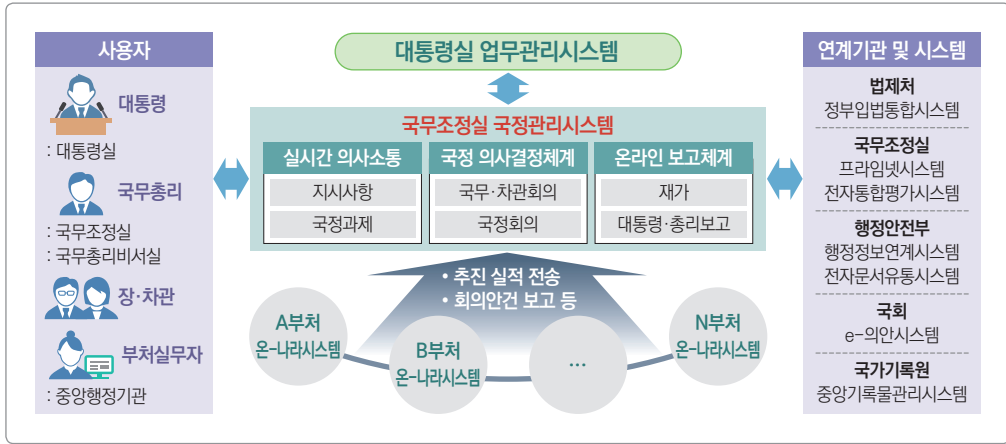 사용자
대통령
: 대통령실
국무총리
: 국무조정실
: 국무총리비서실
장·차관
부처실무자
: 중앙행정기관
대통령실 업무관리시스템
국무조정실 국정관리시스템
실시간 의사소통
지시사항
국정과제
국정 의사결정체계
국무·차관회의
국정회의
온라인 보고체계
재가
대통령·총리보고
• 추진 실적 전송
• 회의안건 보고 등
A부처
온-나라시스템
B부처
온-나라시스템
...
N부처
온-나라시스템
연계기관 및 시스템
법제처
정부입법통합시스템
국무조정실
프라임넷시스템
전자통합평가시스템
행정안전부
행정정보연계시스템
전자문서유통시스템
국회
e-의안시스템
국가기록원
중앙기록물관리시스템